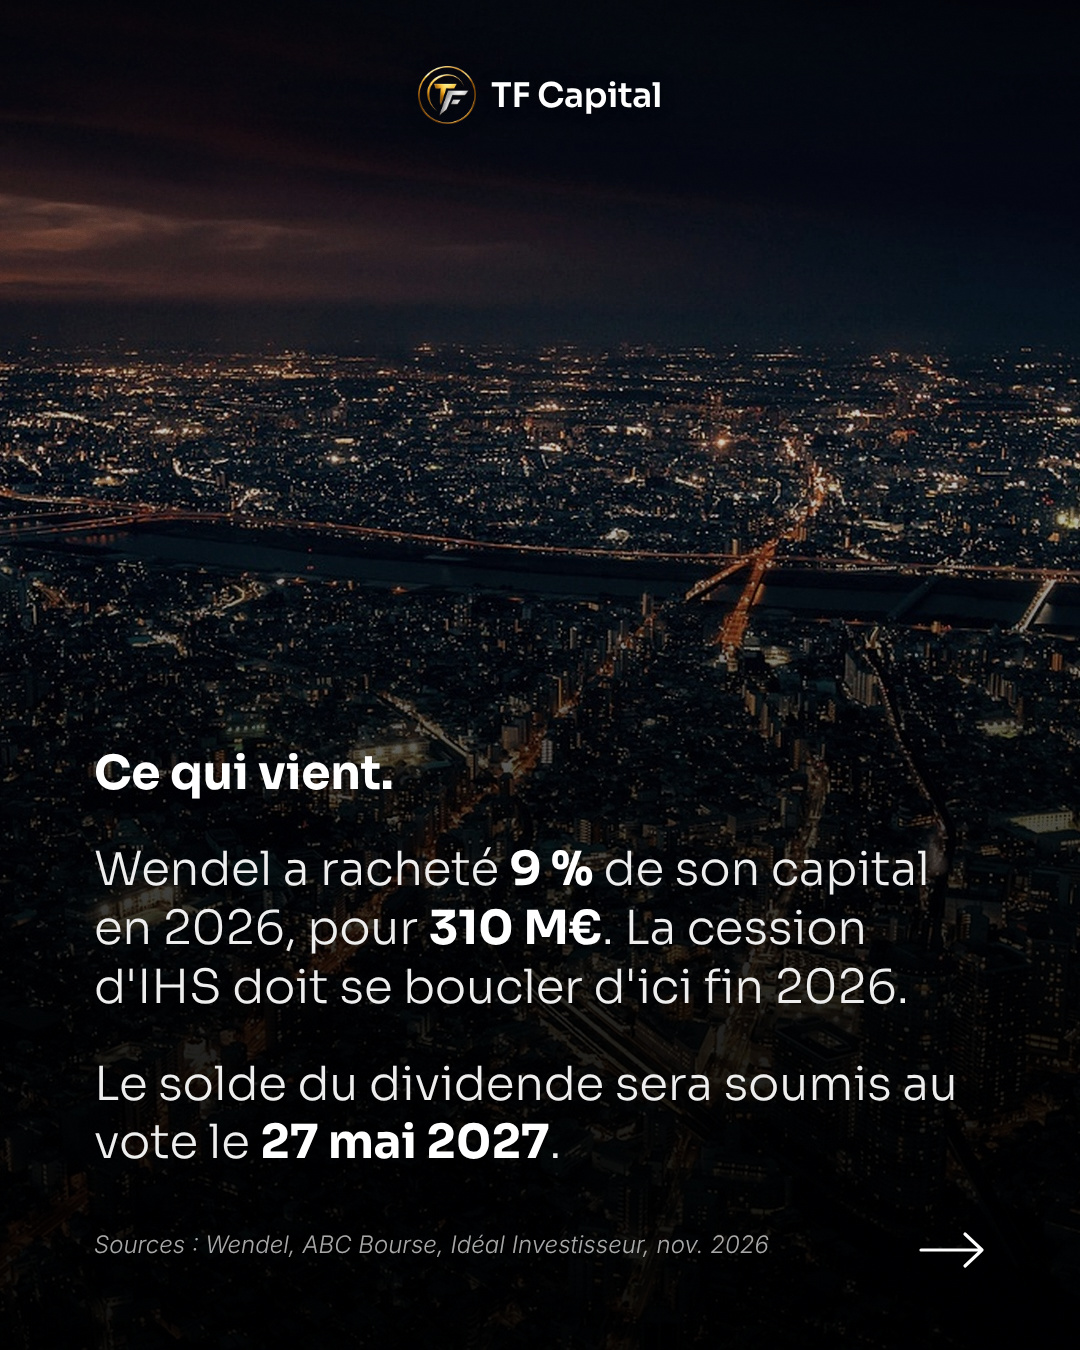 TF Capital
Ce qui vient.
Wendel a racheté 9 % de son capital
en 2026, pour 310 M€. La cession
d'IHS doit se boucler d'ici fin 2026.
Le solde du dividende sera soumis au
vote le 27 mai 2027.
Sources : Wendel, ABC Bourse, Idéal Investisseur, nov. 2026